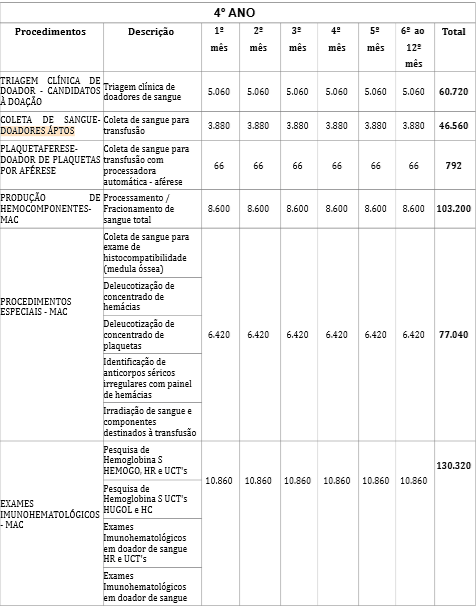 4º ANO
Procedimentos Descrição 1º mês 2º mês 3º mês 4º mês 5º mês 6º ao 12º mês Total
TRIAGEM CLÍNICA DE
DOADOR - CANDIDATOS
À DOAÇÃO
Triagem clínica de
doadores de sangue
5.060 5.060 5.060 5.060 5.060 5.060 60.720
COLETA DE SANGUE-
DOADORES ÁPTOS
Coleta de sangue para
transfusão
3.880 3.880 3.880 3.880 3.880 3.880 46.560
PLAQUETAFERESE-
DOADOR DE PLAQUETAS
POR AFÉRESE
Coleta de sangue para
transfusão com
processadora
automática - aférese
66 66 66 66 66 66 792
PRODUÇÃO DE
HEMOCOMPONENTES-
MAC
Processamento /
Fracionamento de
sangue total
8.600 8.600 8.600 8.600 8.600 8.600 103.200
PROCEDIMENTOS
ESPECIAIS - MAC
Coleta de sangue para
exame de
histocompatibilidade
(medula óssea)
Deleucotização de
concentrado de
hemácias
Deleucotização de
concentrado de
plaquetas
Identificação de
anticorpos séricos
irregulares com painel
de hemácias
Irradiação de sangue e
componentes
destinados à transfusão
6.420 6.420 6.420 6.420 6.420 6.420 77.040
EXAMES
IMUNOHEMATOLÓGICOS
- MAC
Pesquisa de
Hemoglobina S
HEMOGO, HR e UCT's
Pesquisa de
Hemoglobina S UCT's
HUGOL e HC
Exames
Imunohematológicos
em doador de sangue
HR e UCT's
Exames
Imunohematológicos
em doador de sangue
10.860 10.860 10.860 10.860 10.860 10.860 130.320